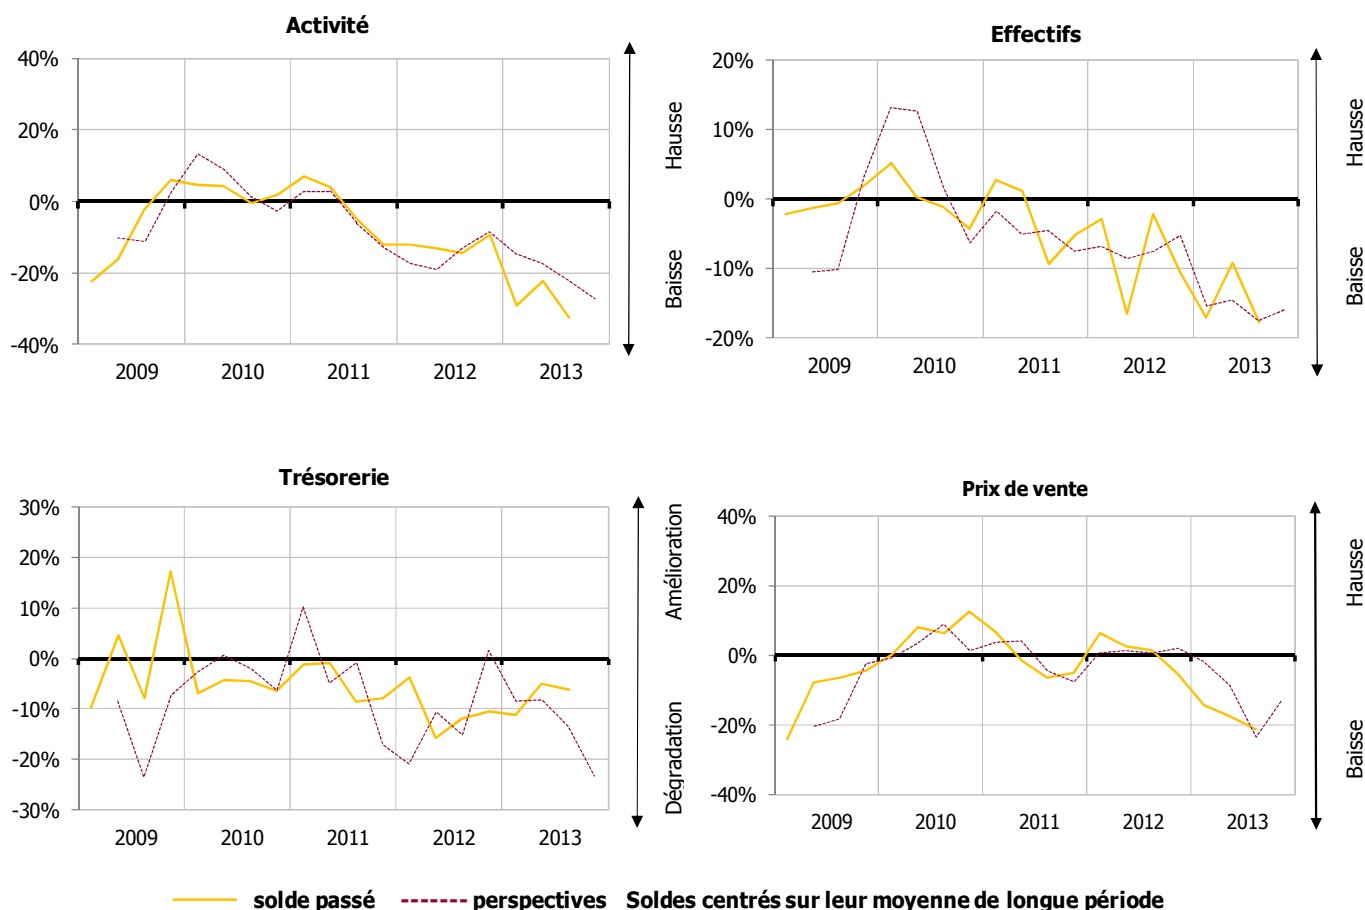 Activité
40%
20%
0%
-20%
-40%
2009 2010 2011 2012 2013
Hausse
Baisse
Effectifs
20%
10%
0%
-10%
-20%
2009 2010 2011 2012 2013
Hausse
Baisse
Trésorerie
30%
20%
10%
0%
-10%
-20%
-30%
2009 2010 2011 2012 2013
Amélioration
Dégradation
Prix de vente
40%
20%
0%
-20%
-40%
2009 2010 2011 2012 2013
Hausse
Baisse
solde passé perspectives Soldes centrés sur leur moyenne de longue période